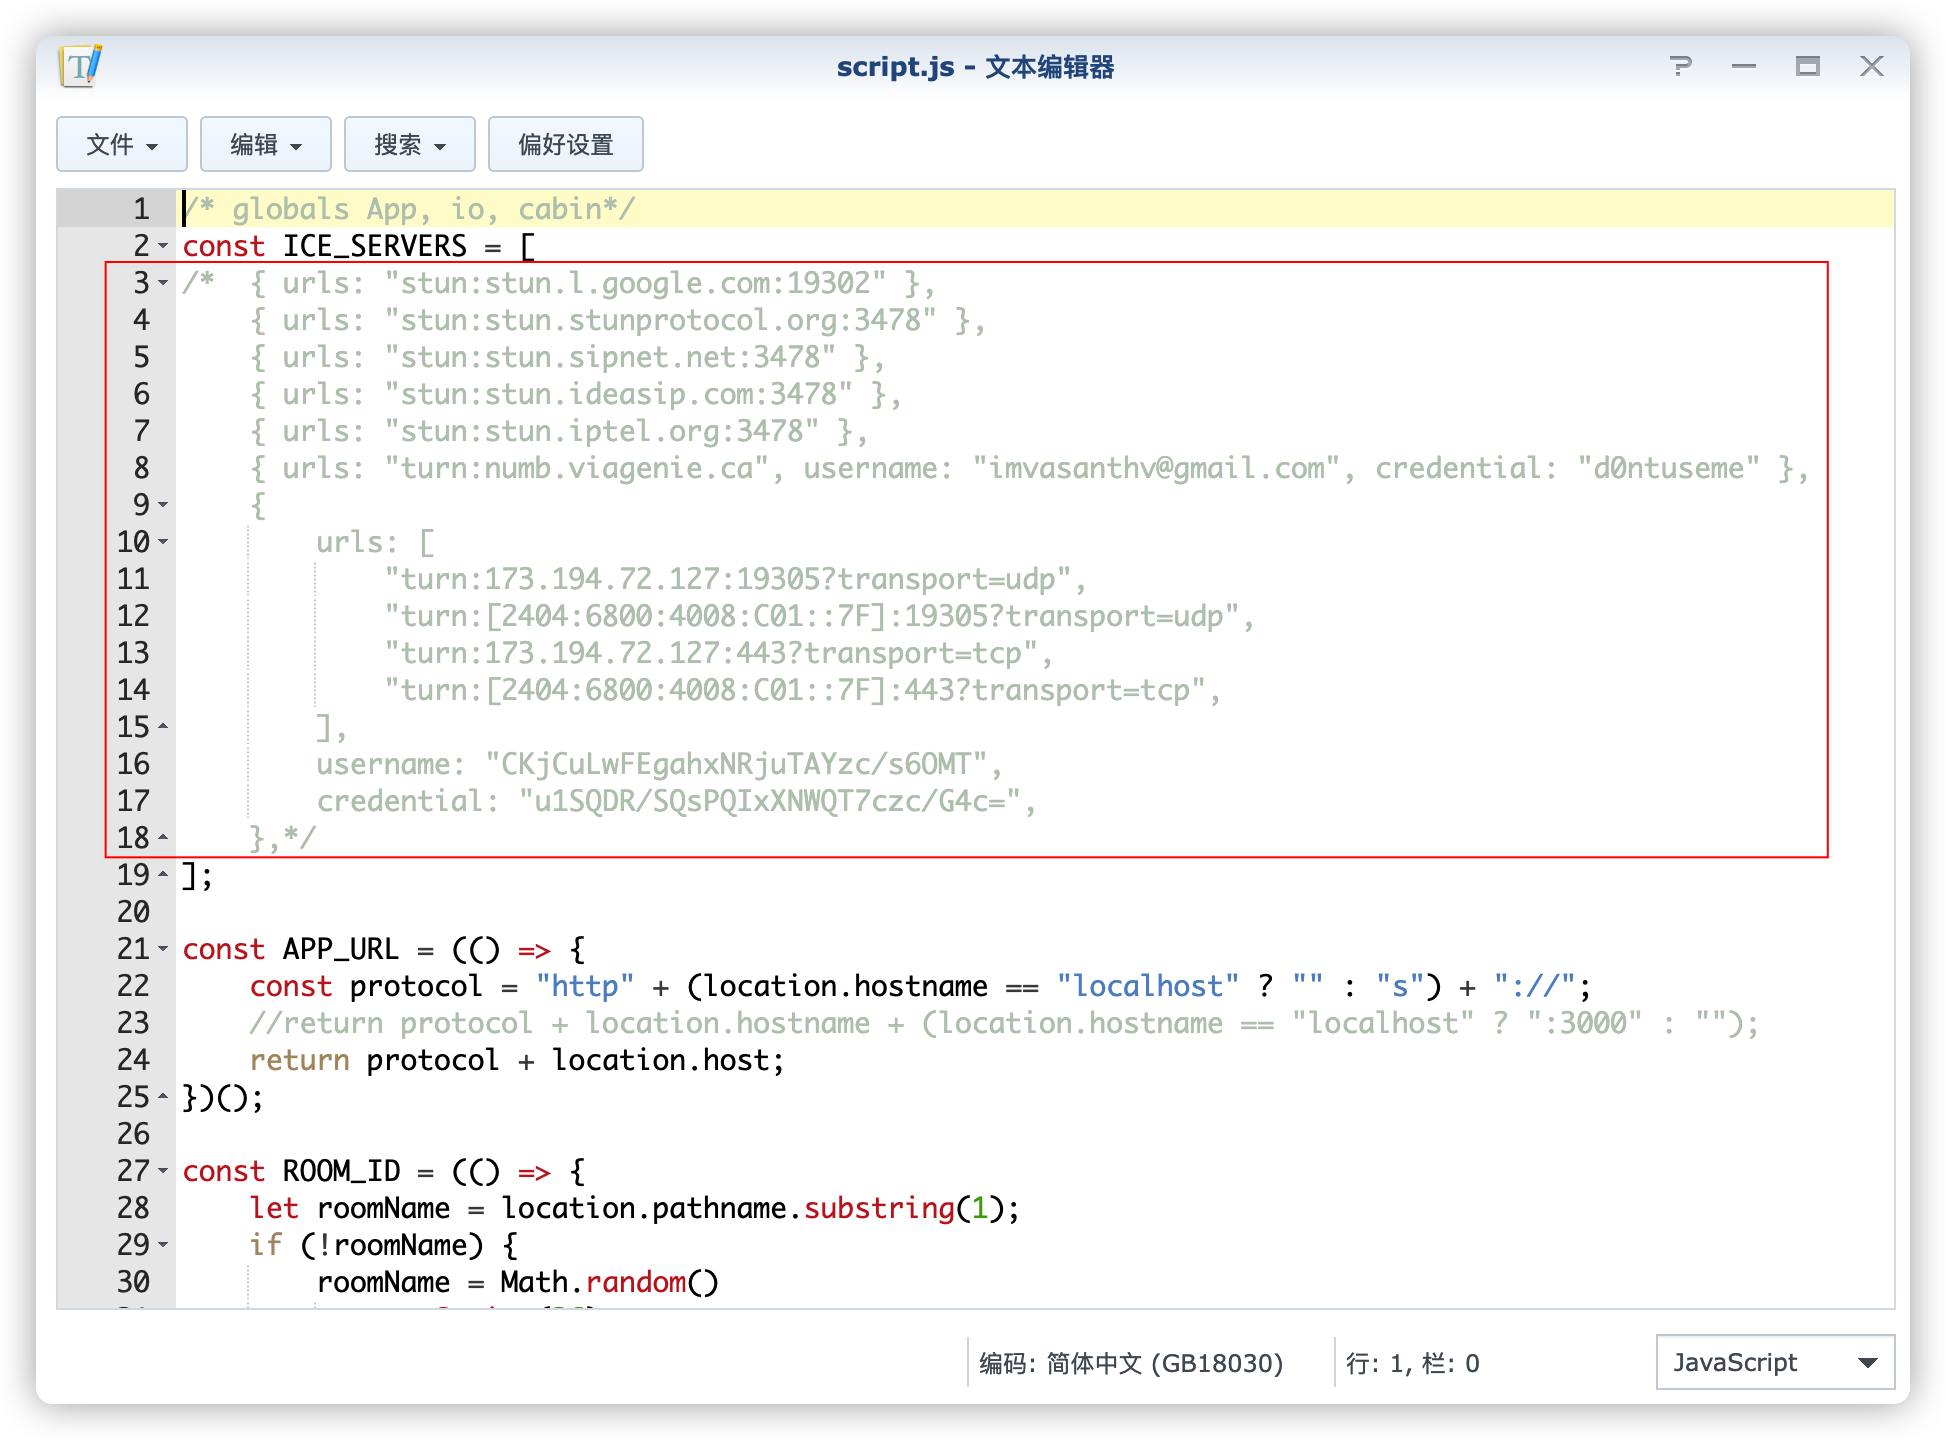 script.js - 文本编辑器
文件 编辑 搜索 偏好设置
1 /* globals App, io, cabin*/
2 const ICE_SERVERS = [
3 /*  { urls: "stun:stun.l.google.com:19302" },
4     { urls: "stun:stun.stunprotocol.org:3478" },
5     { urls: "stun:stun.sipnet.net:3478" },
6     { urls: "stun:stun.ideasip.com:3478" },
7     { urls: "stun:stun.iptel.org:3478" },
8     { urls: "turn:numb.viagenie.ca", username: "imvasanthv@gmail.com", credential: "d0ntuseme" },
9     {
10         urls: [
11             "turn:173.194.72.127:19305?transport=udp",
12             "turn:[2404:6800:4008:C01::7F]:19305?transport=udp",
13             "turn:173.194.72.127:443?transport=tcp",
14             "turn:[2404:6800:4008:C01::7F]:443?transport=tcp",
15         ],
16         username: "CKjCuLwFEgahxNRjuTAYzc/s6OMT",
17         credential: "u1SQDR/SQsPQIxXNWQT7czc/G4c=",
18     },*/
19 ];
20
21 const APP_URL = (() => {
22     const protocol = "http" + (location.hostname == "localhost" ? "" : "s") + "://";
23     //return protocol + location.hostname + (location.hostname == "localhost" ? ":3000" : "");
24     return protocol + location.host;
25 })();
26
27 const ROOM_ID = (() => {
28     let roomName = location.pathname.substring(1);
29     if (!roomName) {
30         roomName = Math.random()
编码: 简体中文 (GB18030) 行: 1, 栏: 0 JavaScript